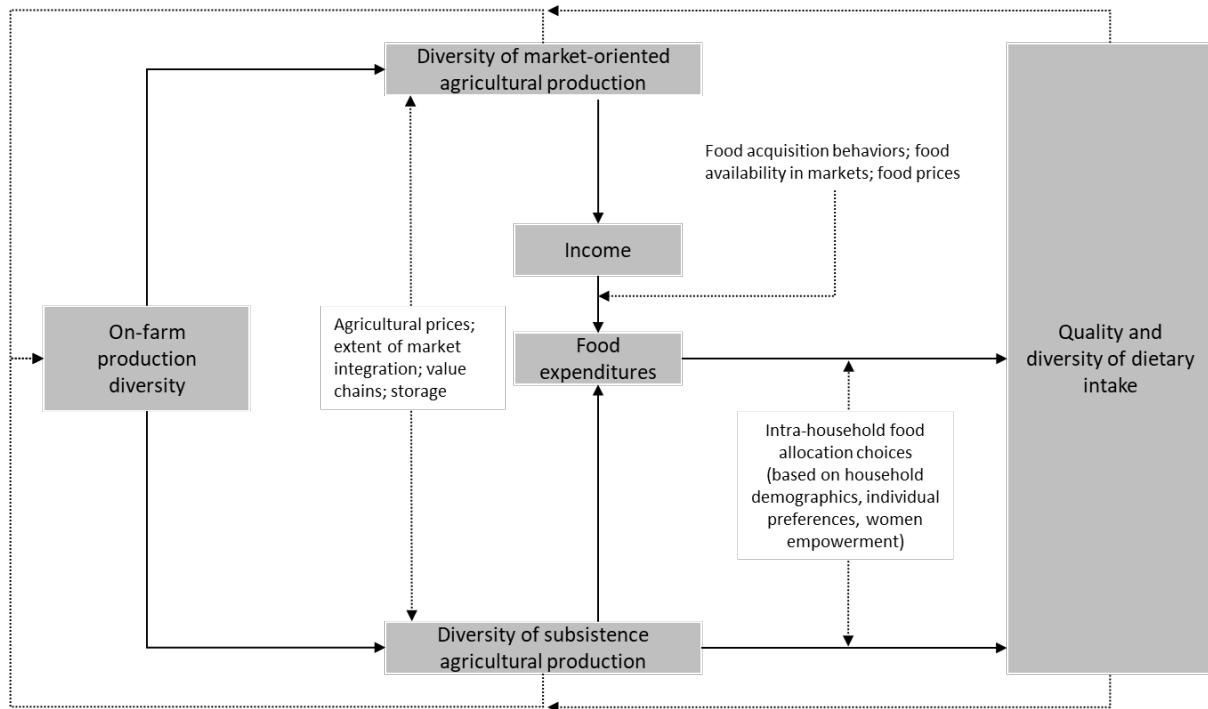 Diversity of market-oriented
agricultural production
Food acquisition behaviors; food
availability in markets; food prices
Income
On-farm
production
diversity
Agricultural prices;
extent of market
integration; value
chains; storage
Food
expenditures
Quality and
diversity of dietary
intake
Intra-household food
allocation choices
(based on household
demographics, individual
preferences, women
empowerment)
Diversity of subsistence
agricultural production